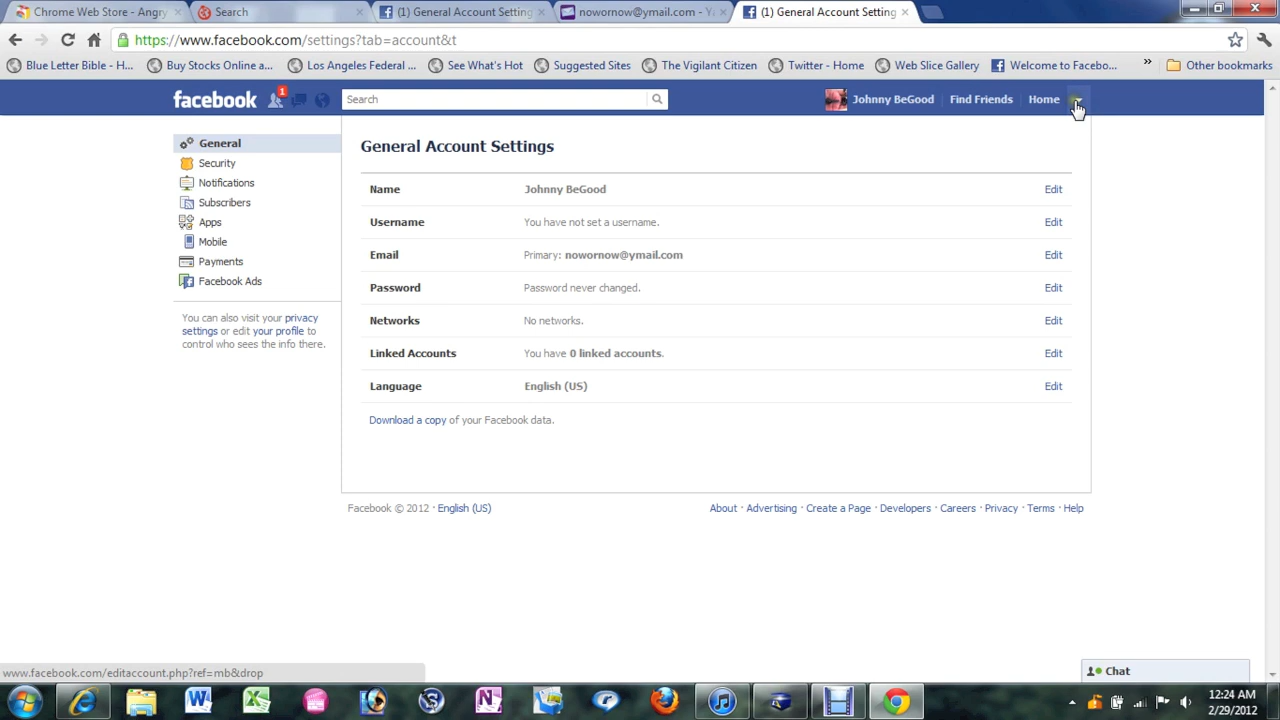 Chrome Web Store - Angry
Search
(1) General Account Setting
nowornow@ymail.com - Ya
(1) General Account Setting
https://www.facebook.com/settings?tab=account&t
Blue Letter Bible - H...
Buy Stocks Online a...
Los Angeles Federal ...
See What's Hot
Suggested Sites
The Vigilant Citizen
Twitter - Home
Web Slice Gallery
Welcome to Facebo...
»
Other bookmarks
facebook
1
Search
Johnny BeGood
Find Friends
Home
General
Security
Notifications
Subscribers
Apps
Mobile
Payments
Facebook Ads
You can also visit your privacy
settings or edit your profile to
control who sees the info there.
General Account Settings
Name Johnny BeGood Edit
Username You have not set a username. Edit
Email Primary: nowornow@ymail.com Edit
Password Password never changed. Edit
Networks No networks. Edit
Linked Accounts You have 0 linked accounts. Edit
Language English (US) Edit
Download a copy of your Facebook data.
Facebook © 2012 · English (US)
About · Advertising · Create a Page · Developers · Careers · Privacy · Terms · Help
www.facebook.com/editaccount.php?ref=mb&drop
Chat
12:24 AM
2/29/2012